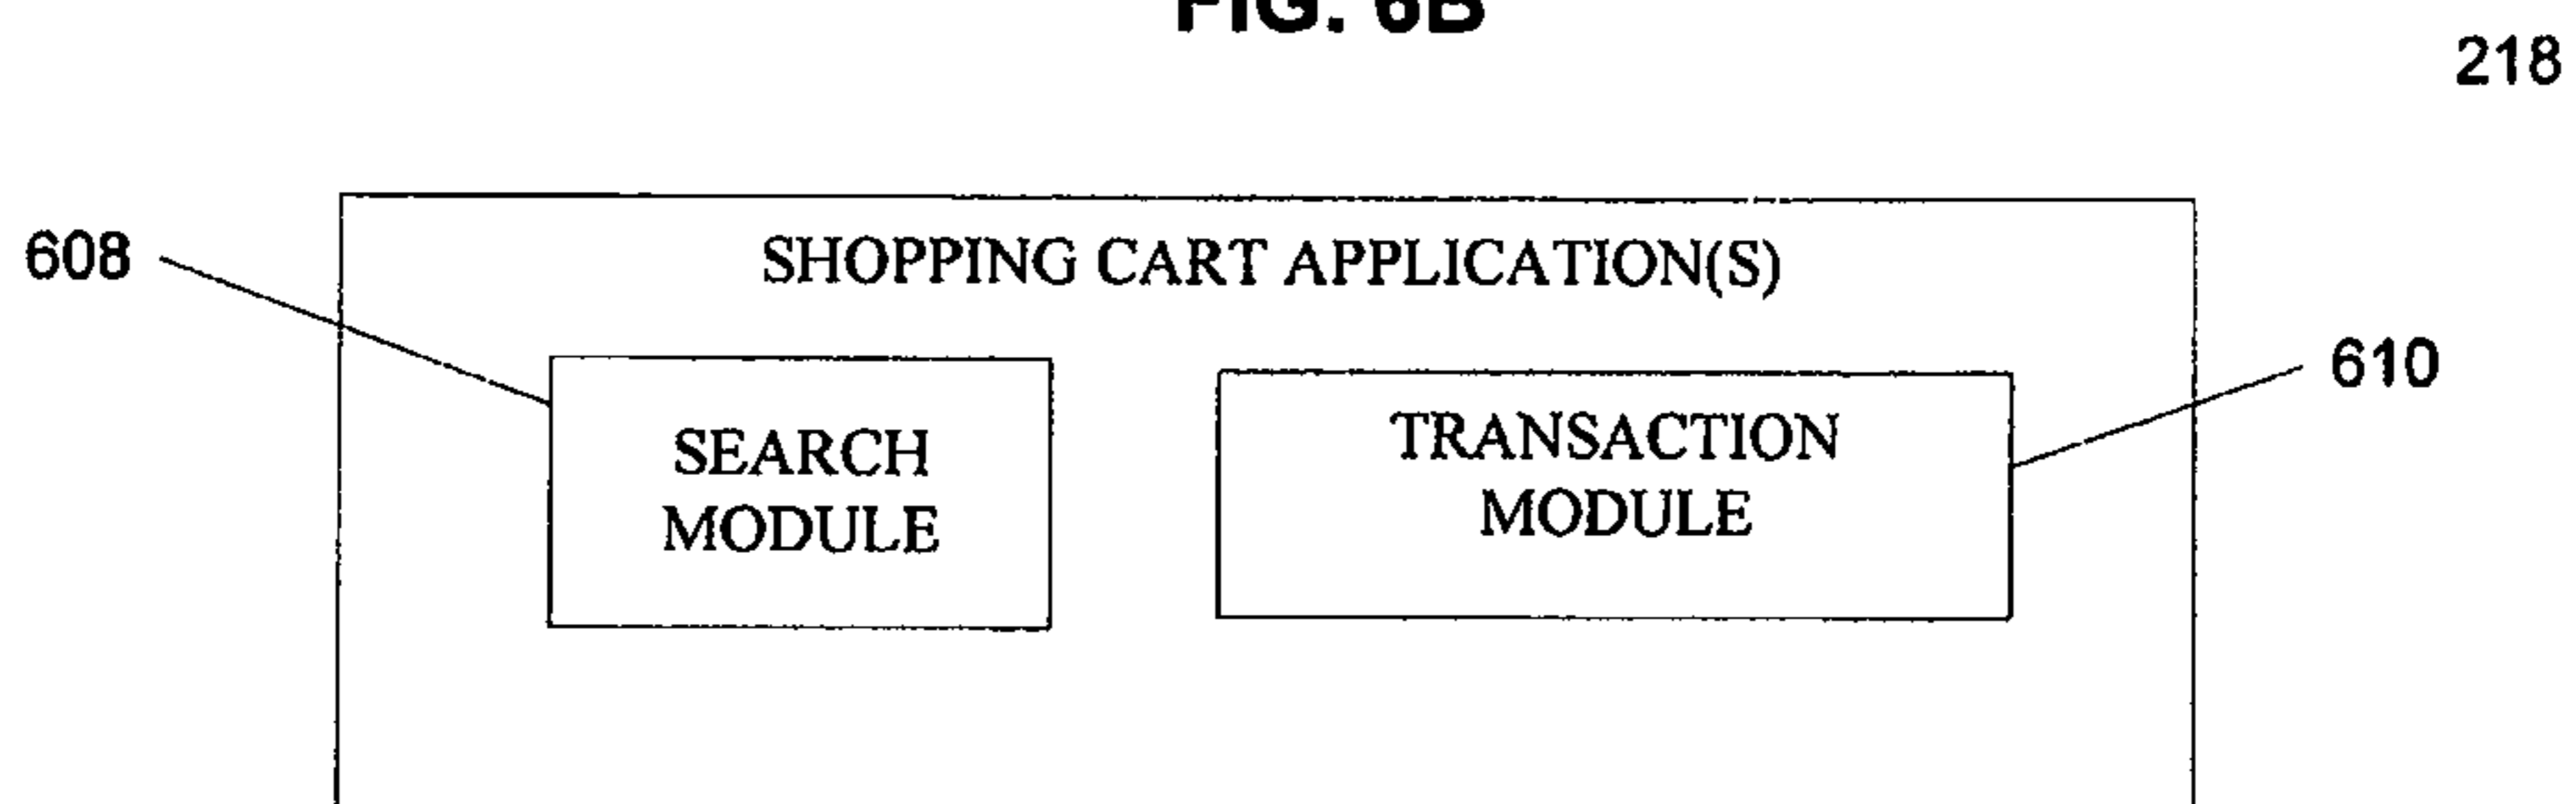 FIG. 6B
218
SHOPPING CART APPLICATION(S)
608
610
SEARCH
MODULE
TRANSACTION
MODULE